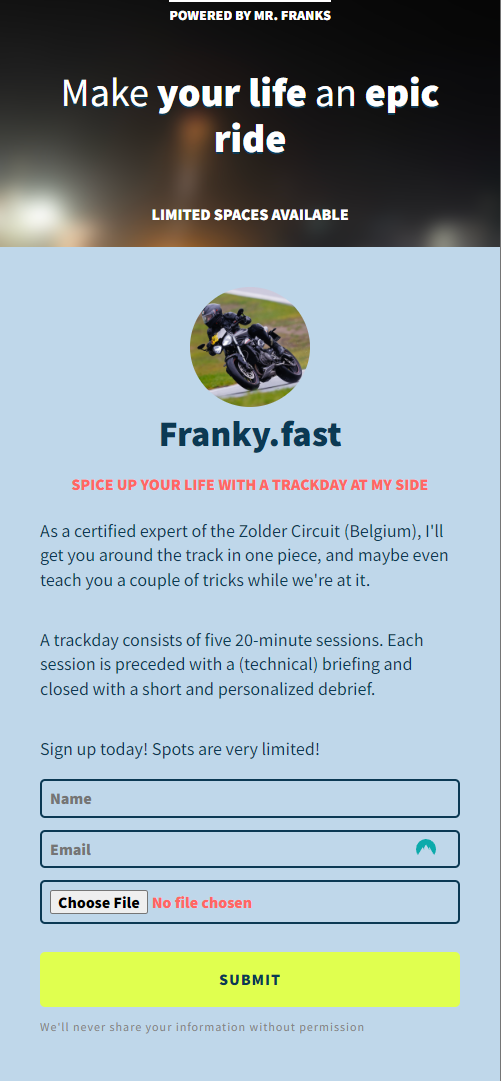 POWERED BY MR. FRANKS
Make your life an epic
ride
LIMITED SPACES AVAILABLE
Franky.fast
SPICE UP YOUR LIFE WITH A TRACKDAY AT MY SIDE
As a certified expert of the Zolder Circuit (Belgium), I'll
get you around the track in one piece, and maybe even
teach you a couple of tricks while we're at it.
A trackday consists of five 20-minute sessions. Each
session is preceded with a (technical) briefing and
closed with a short and personalized debrief.
Sign up today! Spots are very limited!
Name
Email
Choose File No file chosen
SUBMIT
We'll never share your information without permission